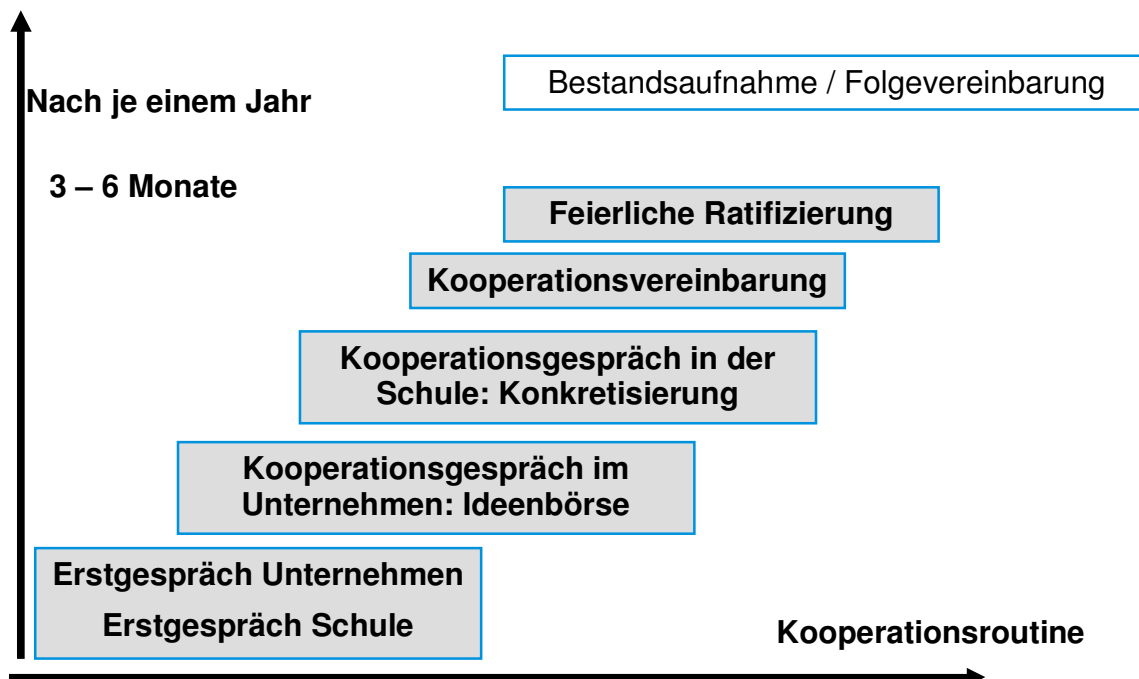 Bestandsaufnahme / Folgevereinbarung
Nach je einem Jahr
3 – 6 Monate
Feierliche Ratifizierung
Kooperationsvereinbarung
Kooperationsgespräch in der
Schule: Konkretisierung
Kooperationsgespräch im
Unternehmen: Ideenbörse
Erstgespräch Unternehmen
Erstgespräch Schule
Kooperationsroutine